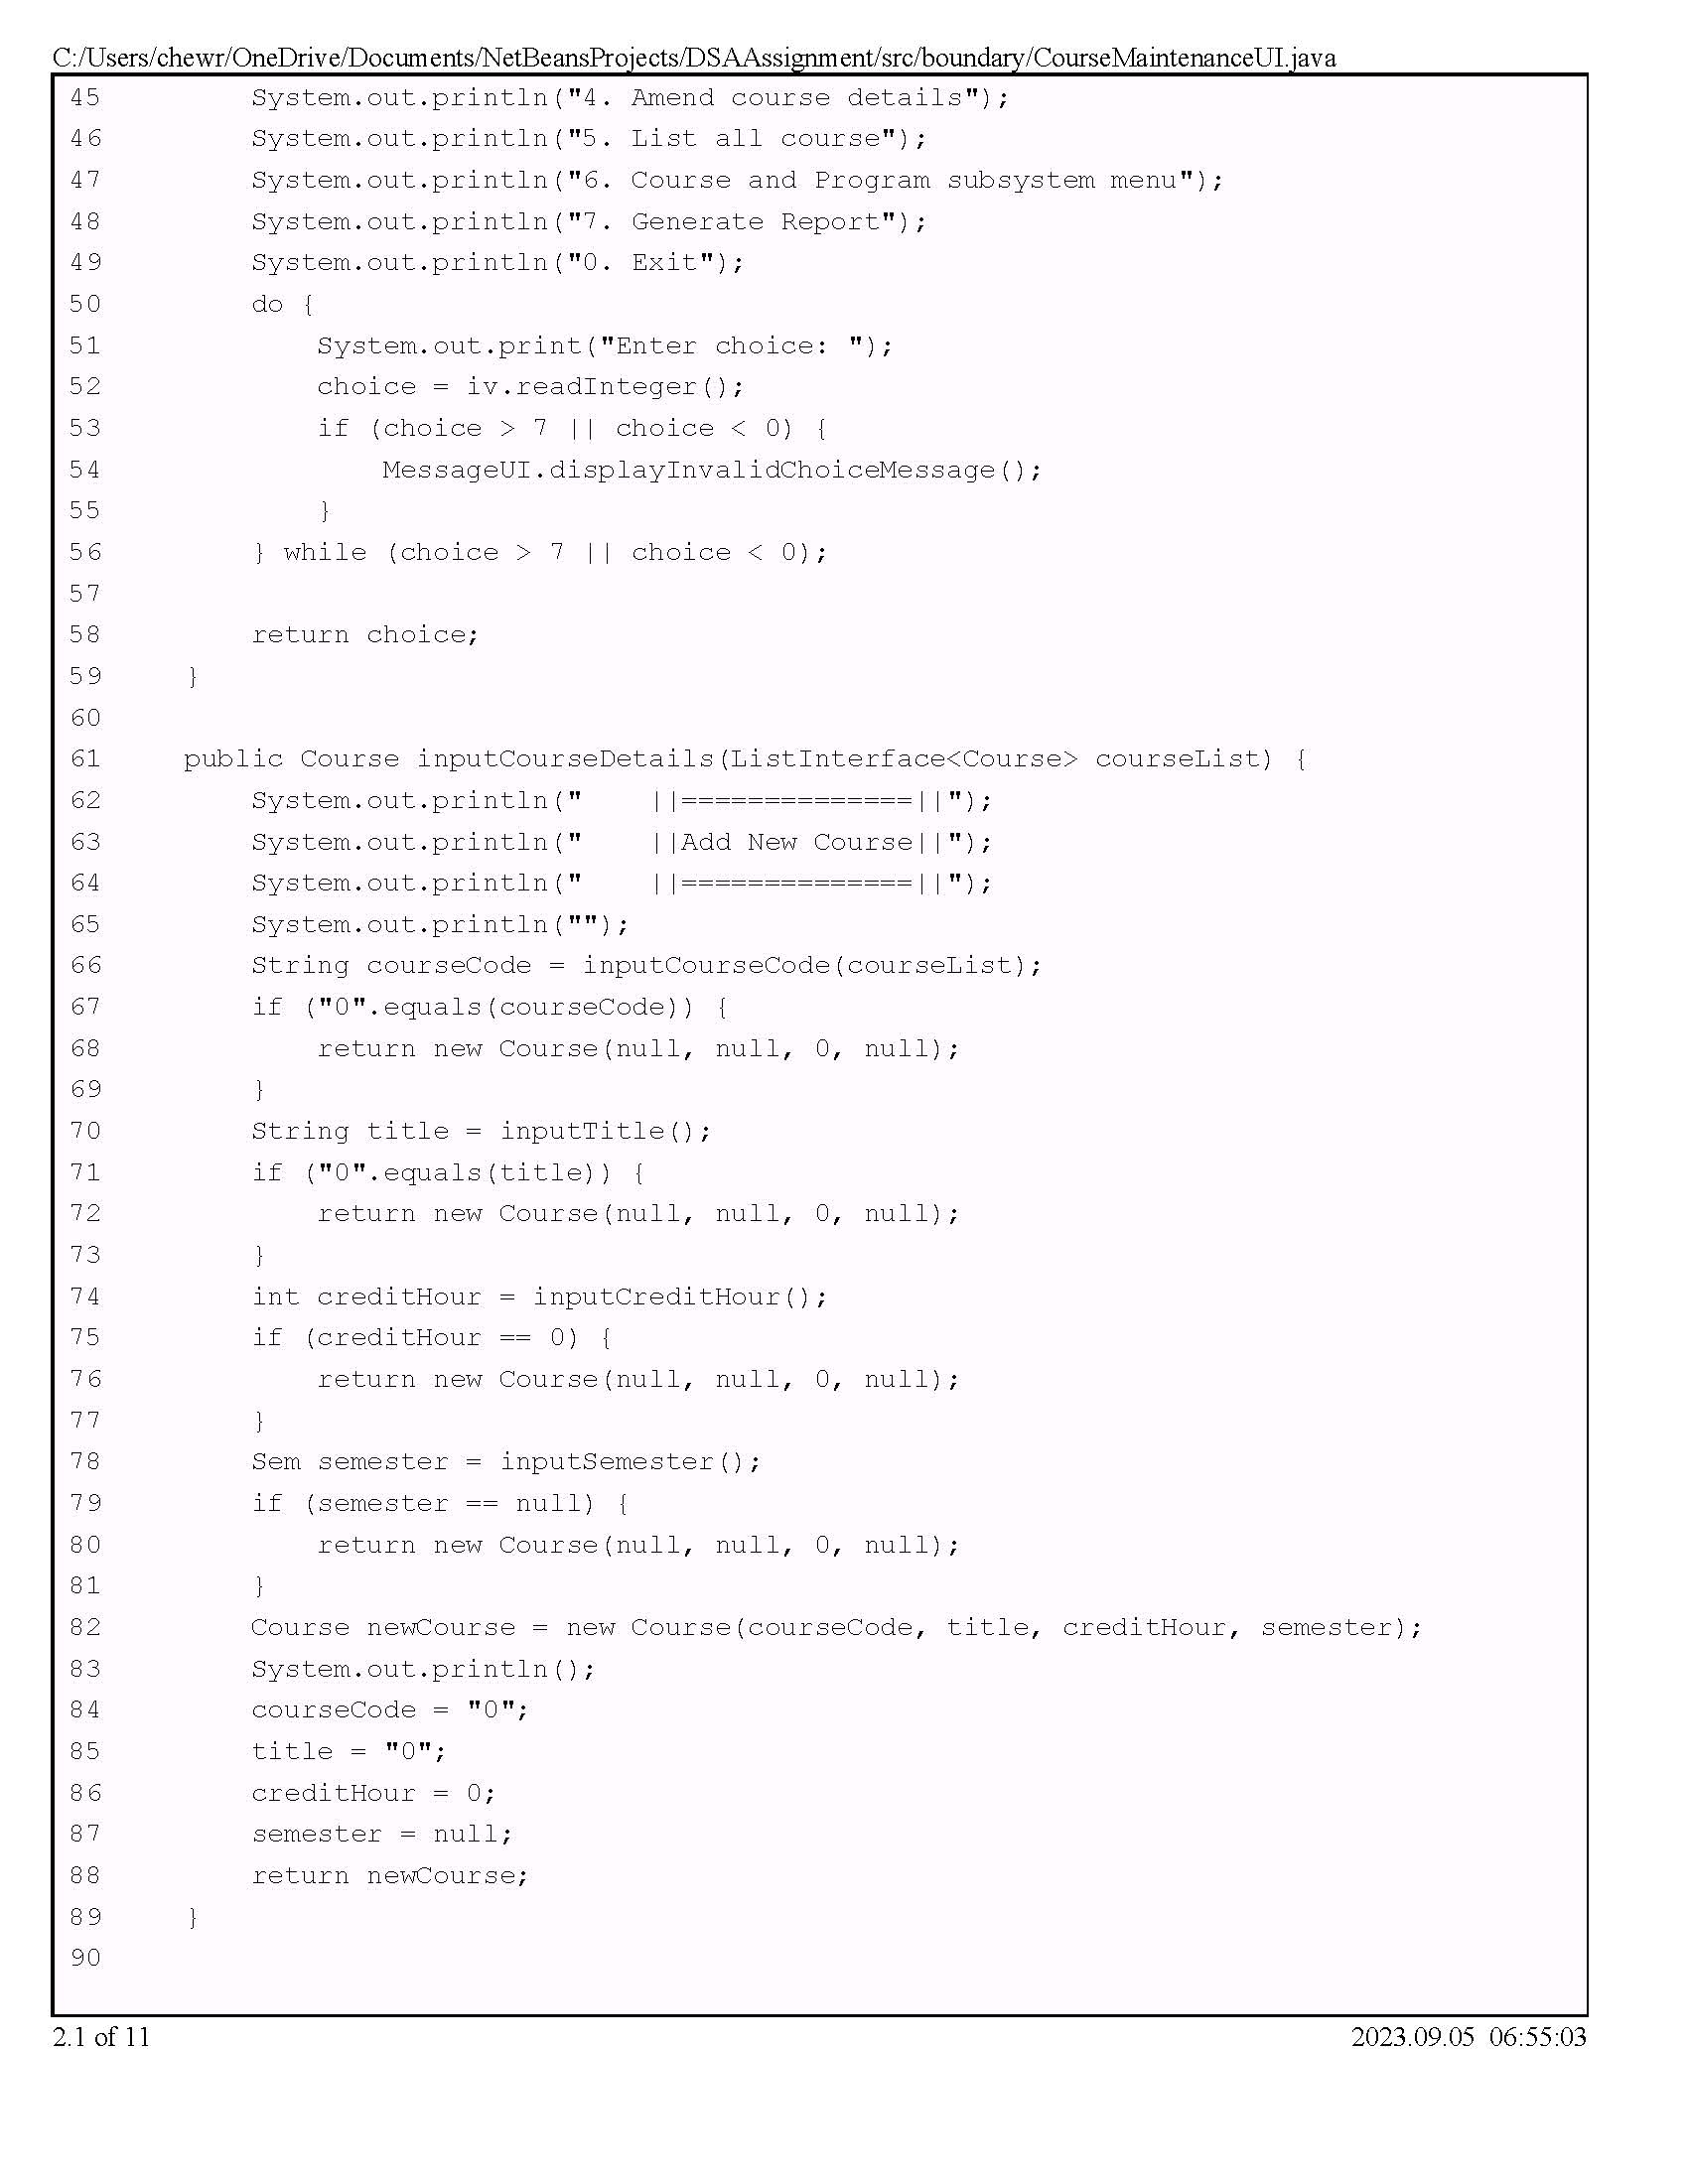 C:/Users/chewr/OneDrive/Documents/NetBeansProjects/DSAAssignment/src/boundary/CourseMaintenanceUI.java
45         System.out.println("4. Amend course details");
46         System.out.println("5. List all course");
47         System.out.println("6. Course and Program subsystem menu");
48         System.out.println("7. Generate Report");
49         System.out.println("0. Exit");
50         do {
51             System.out.print("Enter choice: ");
52             choice = iv.readInteger();
53             if (choice > 7 || choice < 0) {
54                 MessageUI.displayInvalidChoiceMessage();
55             }
56         } while (choice > 7 || choice < 0);
57
58         return choice;
59     }
60
61     public Course inputCourseDetails(ListInterface<Course> courseList) {
62         System.out.println("    ||==============||");
63         System.out.println("    ||Add New Course||");
64         System.out.println("    ||==============||");
65         System.out.println("");
66         String courseCode = inputCourseCode(courseList);
67         if ("0".equals(courseCode)) {
68             return new Course(null, null, 0, null);
69         }
70         String title = inputTitle();
71         if ("0".equals(title)) {
72             return new Course(null, null, 0, null);
73         }
74         int creditHour = inputCreditHour();
75         if (creditHour == 0) {
76             return new Course(null, null, 0, null);
77         }
78         Sem semester = inputSemester();
79         if (semester == null) {
80             return new Course(null, null, 0, null);
81         }
82         Course newCourse = new Course(courseCode, title, creditHour, semester);
83         System.out.println();
84         courseCode = "0";
85         title = "0";
86         creditHour = 0;
87         semester = null;
88         return newCourse;
89     }
90
2.1 of 11
2023.09.05 06:55:03